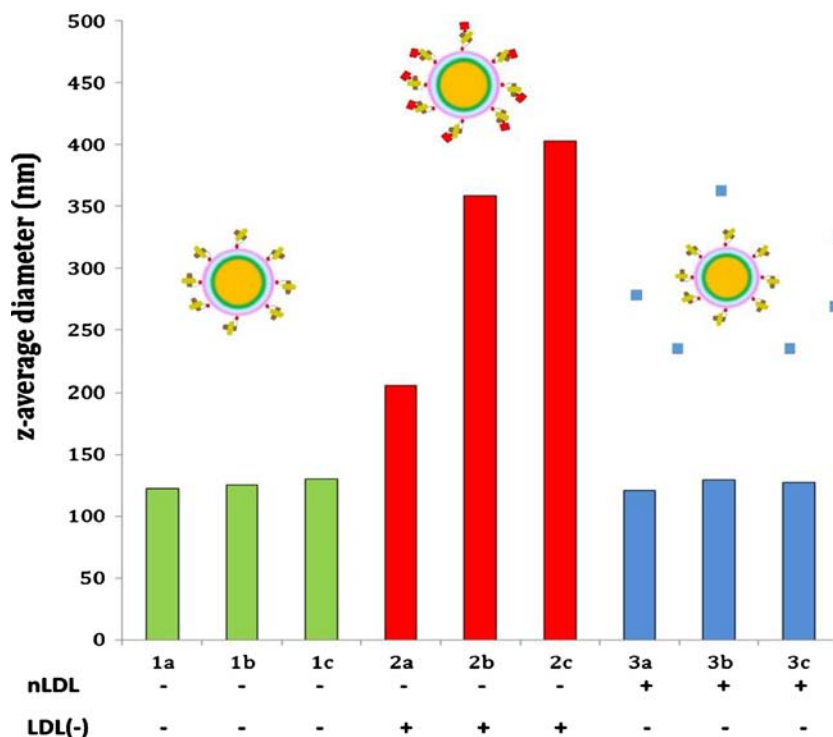 z-average diameter (nm)
500
450
400
350
300
250
200
150
100
50
0
1a 1b 1c 2a 2b 2c 3a 3b 3c
nLDL - - - - - - + + +
LDL(-) - - - + + + - - -